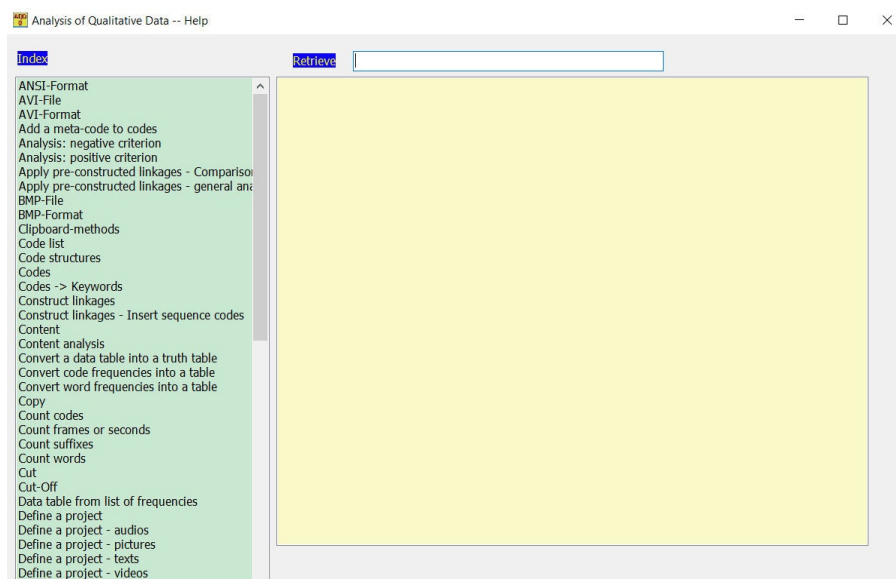 Analysis of Qualitative Data -- Help
Index
Retrieve
ANSI-Format
AVI-File
AVI-Format
Add a meta-code to codes
Analysis: negative criterion
Analysis: positive criterion
Apply pre-constructed linkages - Comparison
Apply pre-constructed linkages - general ana
BMP-File
BMP-Format
Clipboard-methods
Code list
Code structures
Codes
Codes -> Keywords
Construct linkages
Construct linkages - Insert sequence codes
Content
Content analysis
Convert a data table into a truth table
Convert code frequencies into a table
Convert word frequencies into a table
Copy
Count codes
Count frames or seconds
Count suffixes
Count words
Cut
Cut-Off
Data table from list of frequencies
Define a project
Define a project - audios
Define a project - pictures
Define a project - texts
Define a project - videos